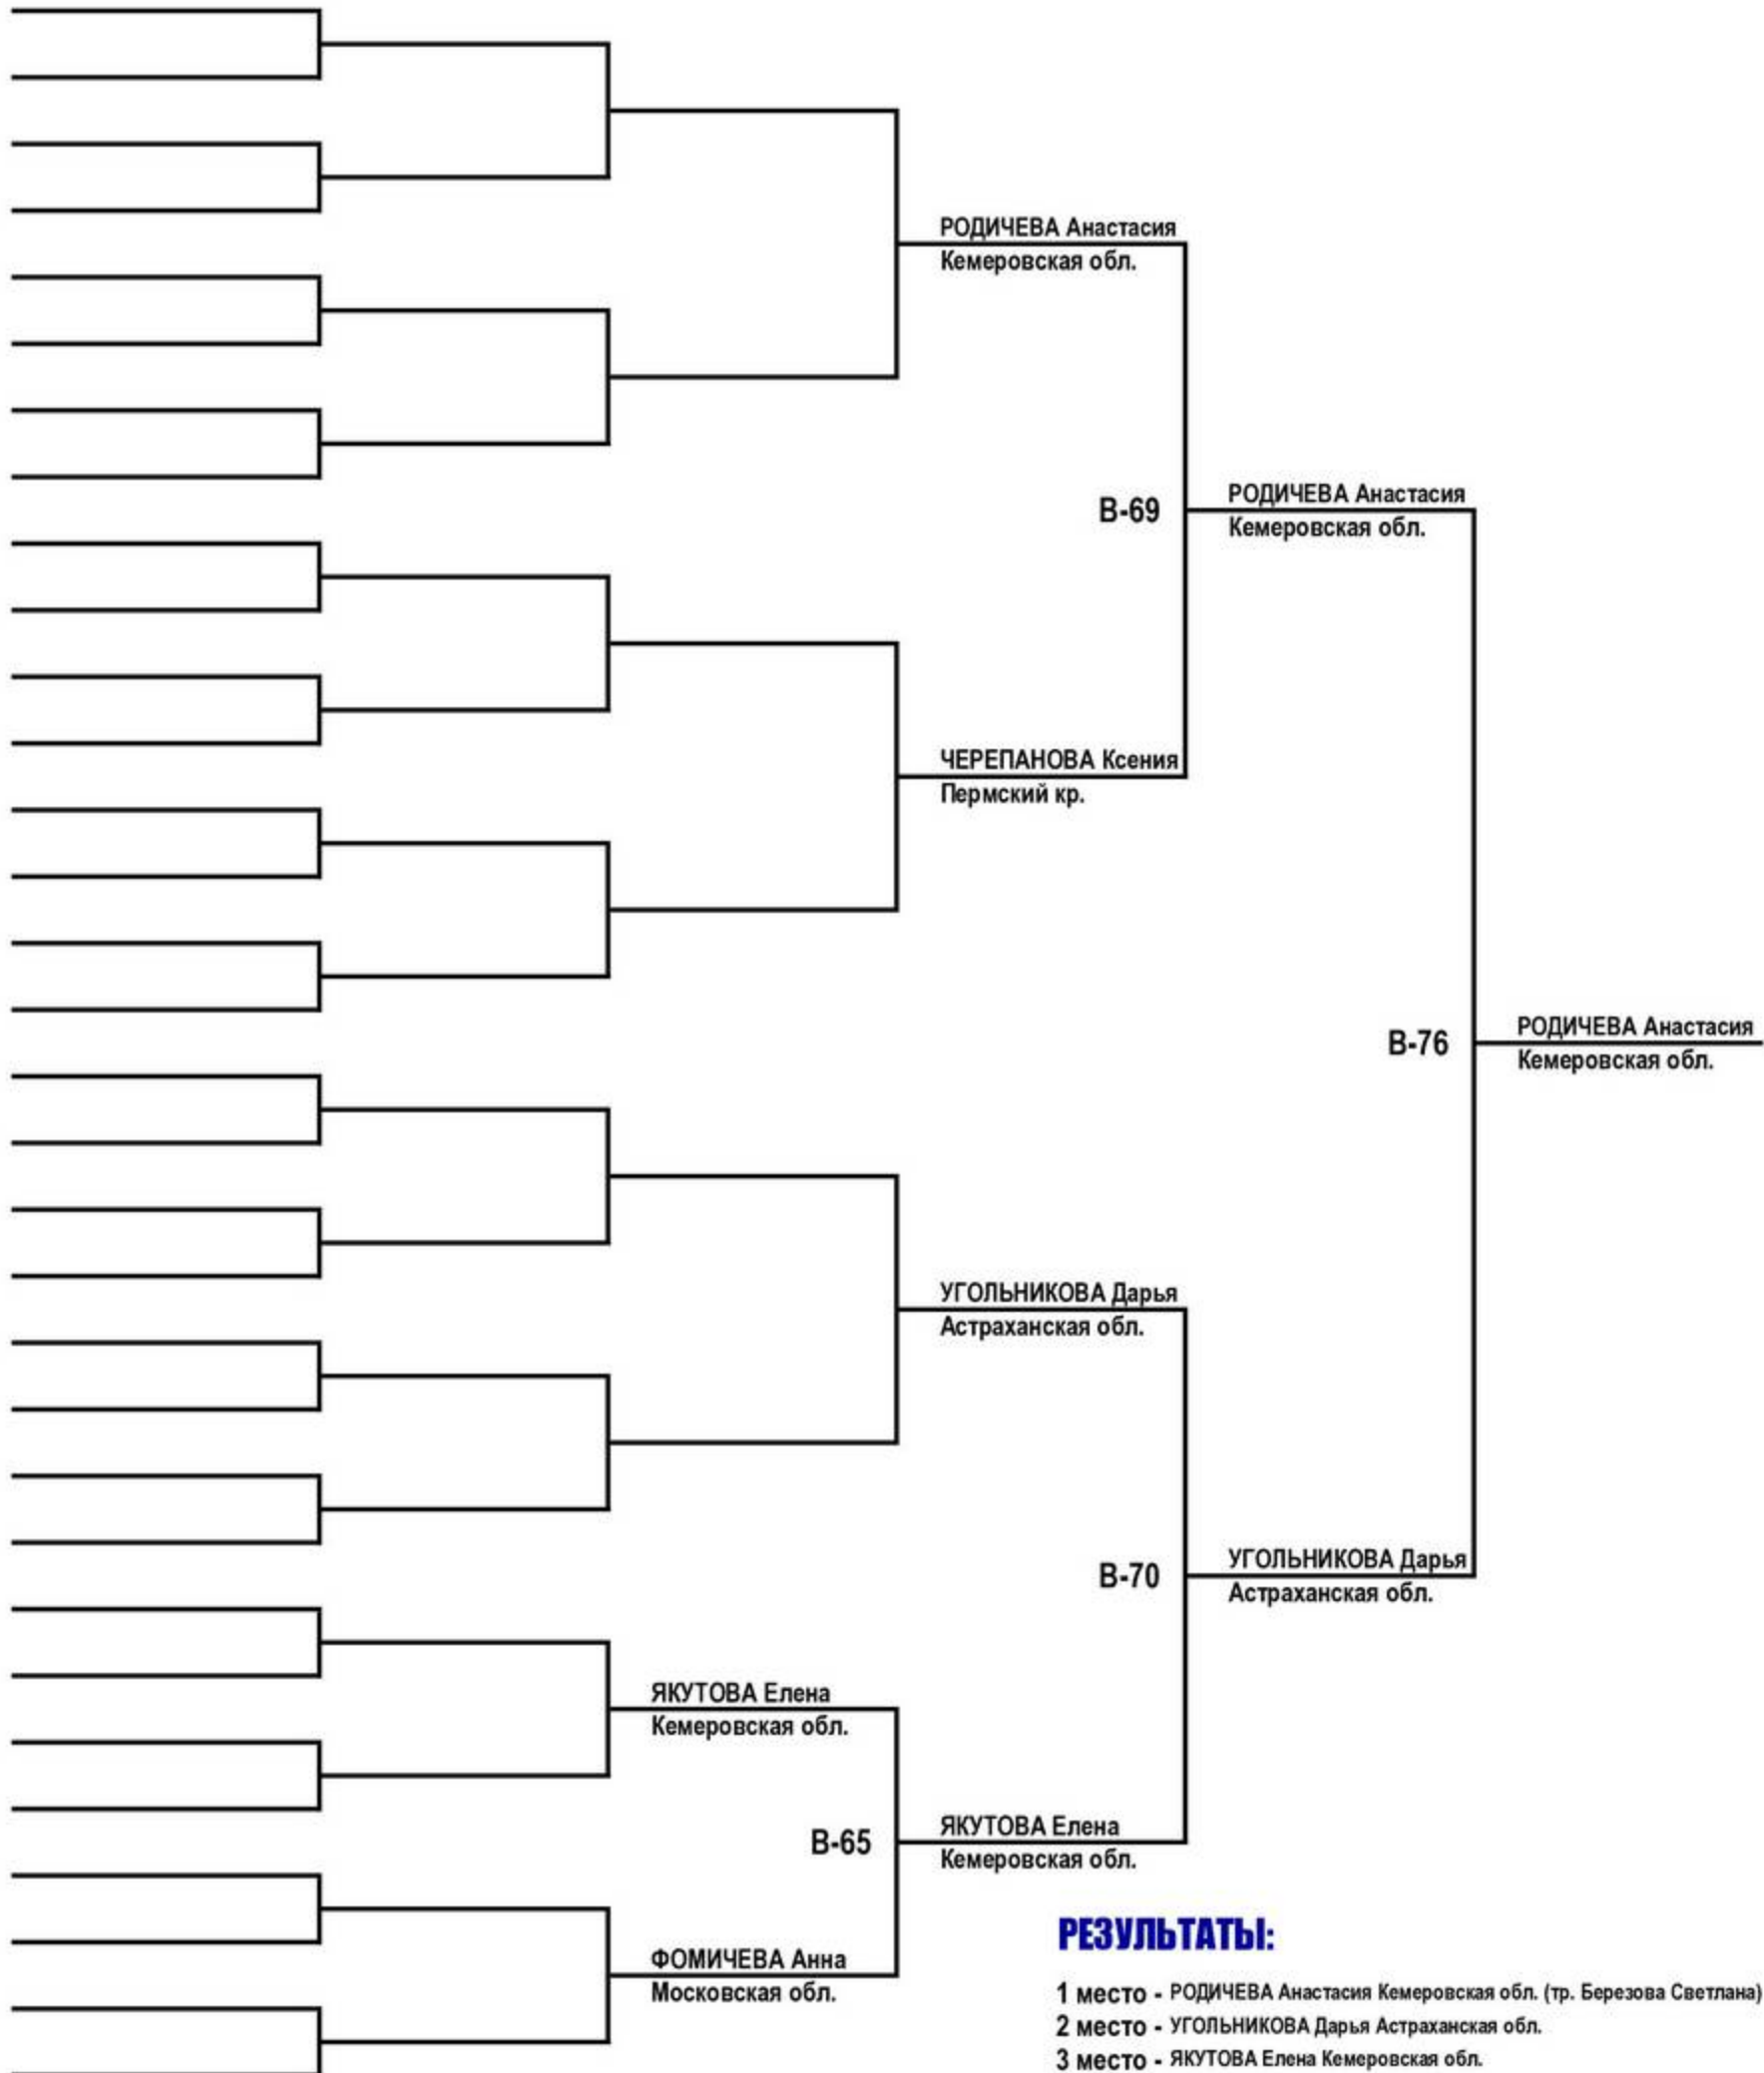 РОДИЧЕВА Анастасия
Кемеровская обл.
B-69
РОДИЧЕВА Анастасия
Кемеровская обл.
ЧЕРЕПАНОВА Ксения
Пермский кр.
B-76
РОДИЧЕВА Анастасия
Кемеровская обл.
УГОЛЬНИКОВА Дарья
Астраханская обл.
B-70
УГОЛЬНИКОВА Дарья
Астраханская обл.
ЯКУТОВА Елена
Кемеровская обл.
B-65
ЯКУТОВА Елена
Кемеровская обл.
ФОМИЧЕВА Анна
Московская обл.
РЕЗУЛЬТАТЫ:
1 место - РОДИЧЕВА Анастасия Кемеровская обл. (тр. Березова Светлана)
2 место - УГОЛЬНИКОВА Дарья Астраханская обл.
3 место - ЯКУТОВА Елена Кемеровская обл.